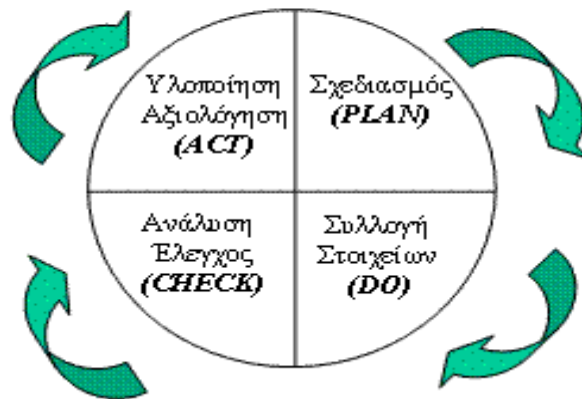 Υλοποίηση
Αξιολόγηση
(ACT)
Σχεδιασμός
(PLAN)
Ανάλυση
Έλεγχος
(CHECK)
Συλλογή
Στοιχείων
(DO)